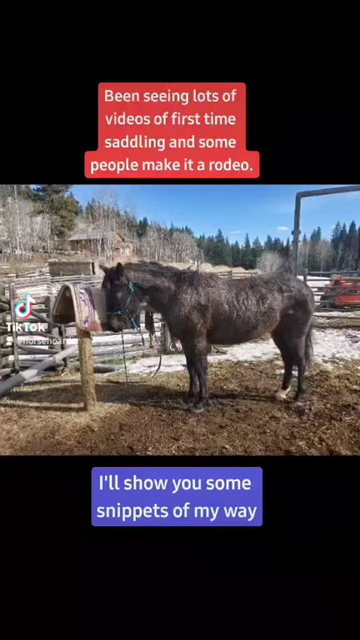 Been seeing lots of
videos of first time
saddling and some
people make it a rodeo.
TikTok
I'll show you some
snippets of my way